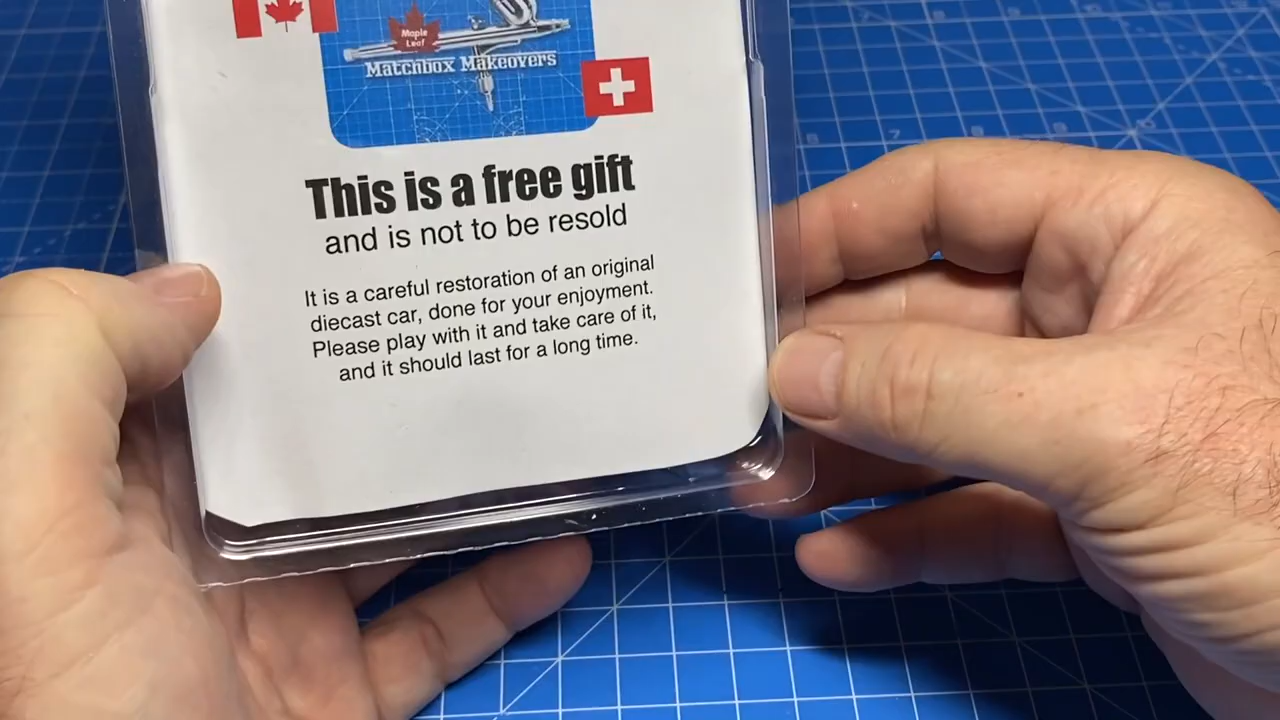 Maple
Leaf
Matchbox Makeovers
This is a free gift
and is not to be resold
It is a careful restoration of an original
diecast car, done for your enjoyment.
Please play with it and take care of it,
and it should last for a long time.